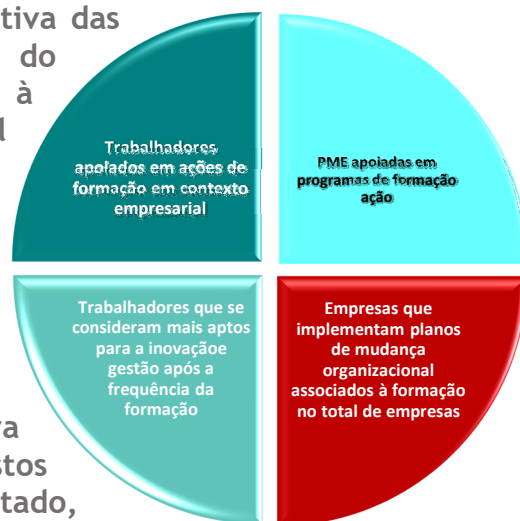 tiva das
do
à
Trabalhadores
apoiados em ações de
formação em contexto
empresarial
PME apoiadas em
programas de formação
ação
Trabalhadores que se
consideram mais aptos
para a inovaçãoe
gestão após a
frequência da
formação
Empresas que
implementam planos
de mudança
organizacional
associados à formação
no total de empresas
stos
tado,